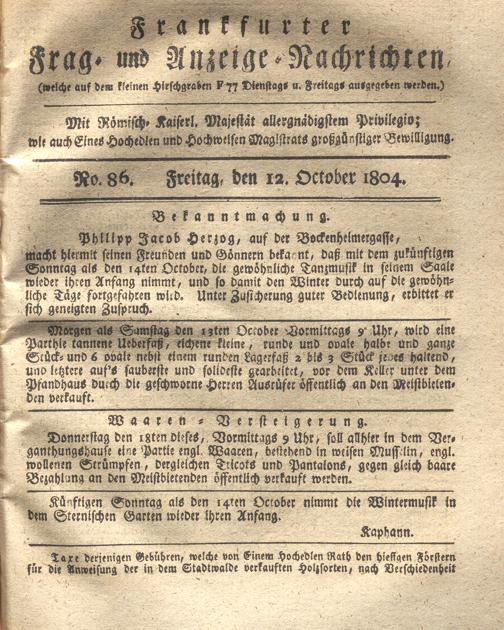 Frankfurter
Frag- und Anzeige-Nachrichten,
(welche auf dem kleinen Hirschgraben F 77 Dienstags u. Freitags ausgegeben werden.)
Mit Römisch-Kaiserl. Majestät allergnädigstem Privilegio;
wie auch Eines Hochedlen und Hochweisen Magistrats großgünstiger Bewilligung.
No. 86. Freitag, den 12. October 1804.
Bekanntmachung.
Philipp Jacob Herzog, auf der Bockenheimergasse,
macht hiermit seinen Freunden und Gönnern bekannt, daß mit dem zukünftigen
Sonntag als den 14ten October, die gewöhnliche Tanzmusik in seinem Saale
wieder ihren Anfang nimmt, und so damit den Winter durch auf die gewöhn-
liche Täge fortgefahren wird. Unter Zusicherung guter Bedienung, erbittet er
sich geneigten Zuspruch.
Morgen als Samstag den 13ten October Vormittags 9 Uhr, wird eine
Parthie tannene Ueberfaß, eichene kleine, runde und ovale halbe und ganze
Stück- und 6 ovale nebst einem runden Lagerfaß 2 bis 3 Stück jedes haltend,
und letztere auf's sauberste und solideste gearbeitet, vor dem Keller unter dem
Pfandhaus durch die geschworne Herren Ausrüfer öffentlich an den Meistbieten-
den verkauft.
Waaren-Versteigerung.
Donnerstag den 18ten dieses, Vormittags 9 Uhr, soll allhier in dem Ver-
ganthungshause eine Partie engl. Waaren, bestehend in weisen Musselin, engl.
wollenen Strümpfen, dergleichen Tricots und Pantalons, gegen gleich baare
Bezahlung an den Meistbietenden öffentlich verkauft werden.
Künftigen Sonntag als den 14ten October nimmt die Wintermusik in
dem Sternischen Garten wieder ihren Anfang.
Kaphann.
Taxe derjenigen Gebühren, welche von Einem Hochedlen Rath den hiesigen Förstern
für die Anweisung der in dem Stadtwalde verkauften Holzsorten, nach Verschiedenheit